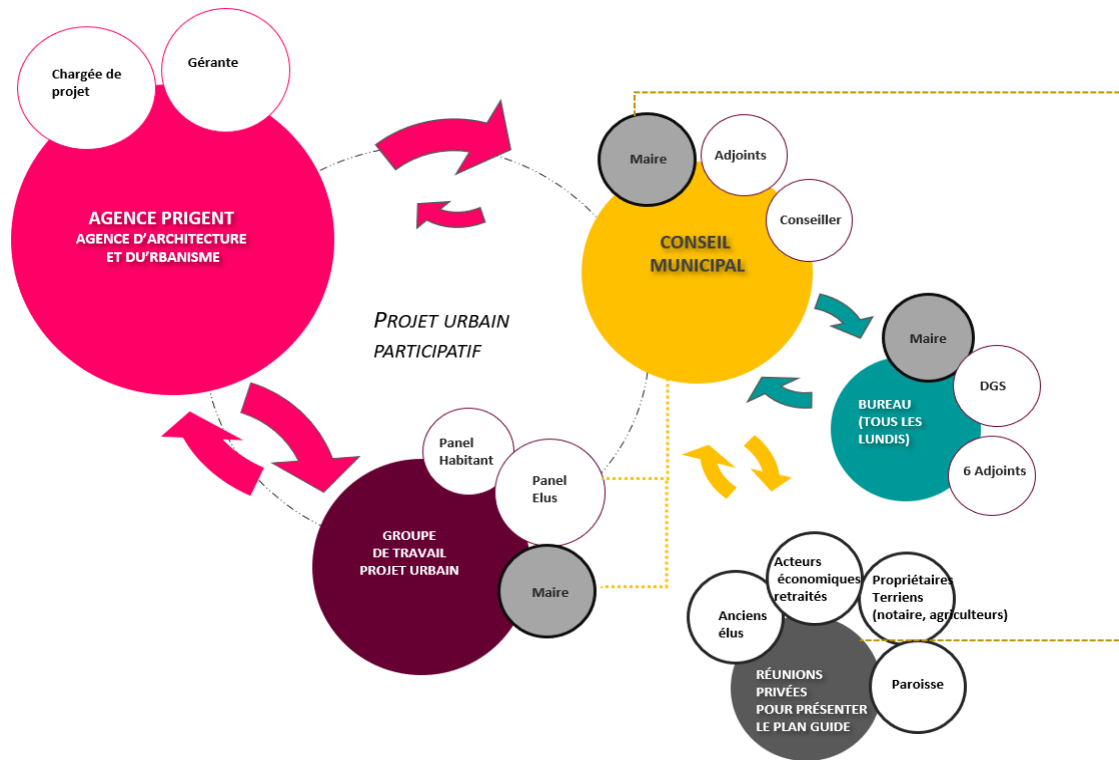 Chargée de
projet
Gérante
AGENCE PRIGENT
AGENCE D'ARCHITECTURE
ET DU'RBANISME
Maire
Adjoints
Conseiller
CONSEIL
MUNICIPAL
PROJET URBAIN
PARTICIPATIF
Maire
DGS
6 Adjoints
BUREAU
(TOUS LES
LUNDIS)
Panel
Habitant
Panel
Elus
Maire
GROUPE
DE TRAVAIL
PROJET URBAIN
Anciens
élus
Acteurs
économiques
retraités
Propriétaires
Terriens
(notaire, agriculteurs)
Paroisse
RÉUNIONS
PRIVÉES
POUR PRÉSENTER
LE PLAN GUIDE